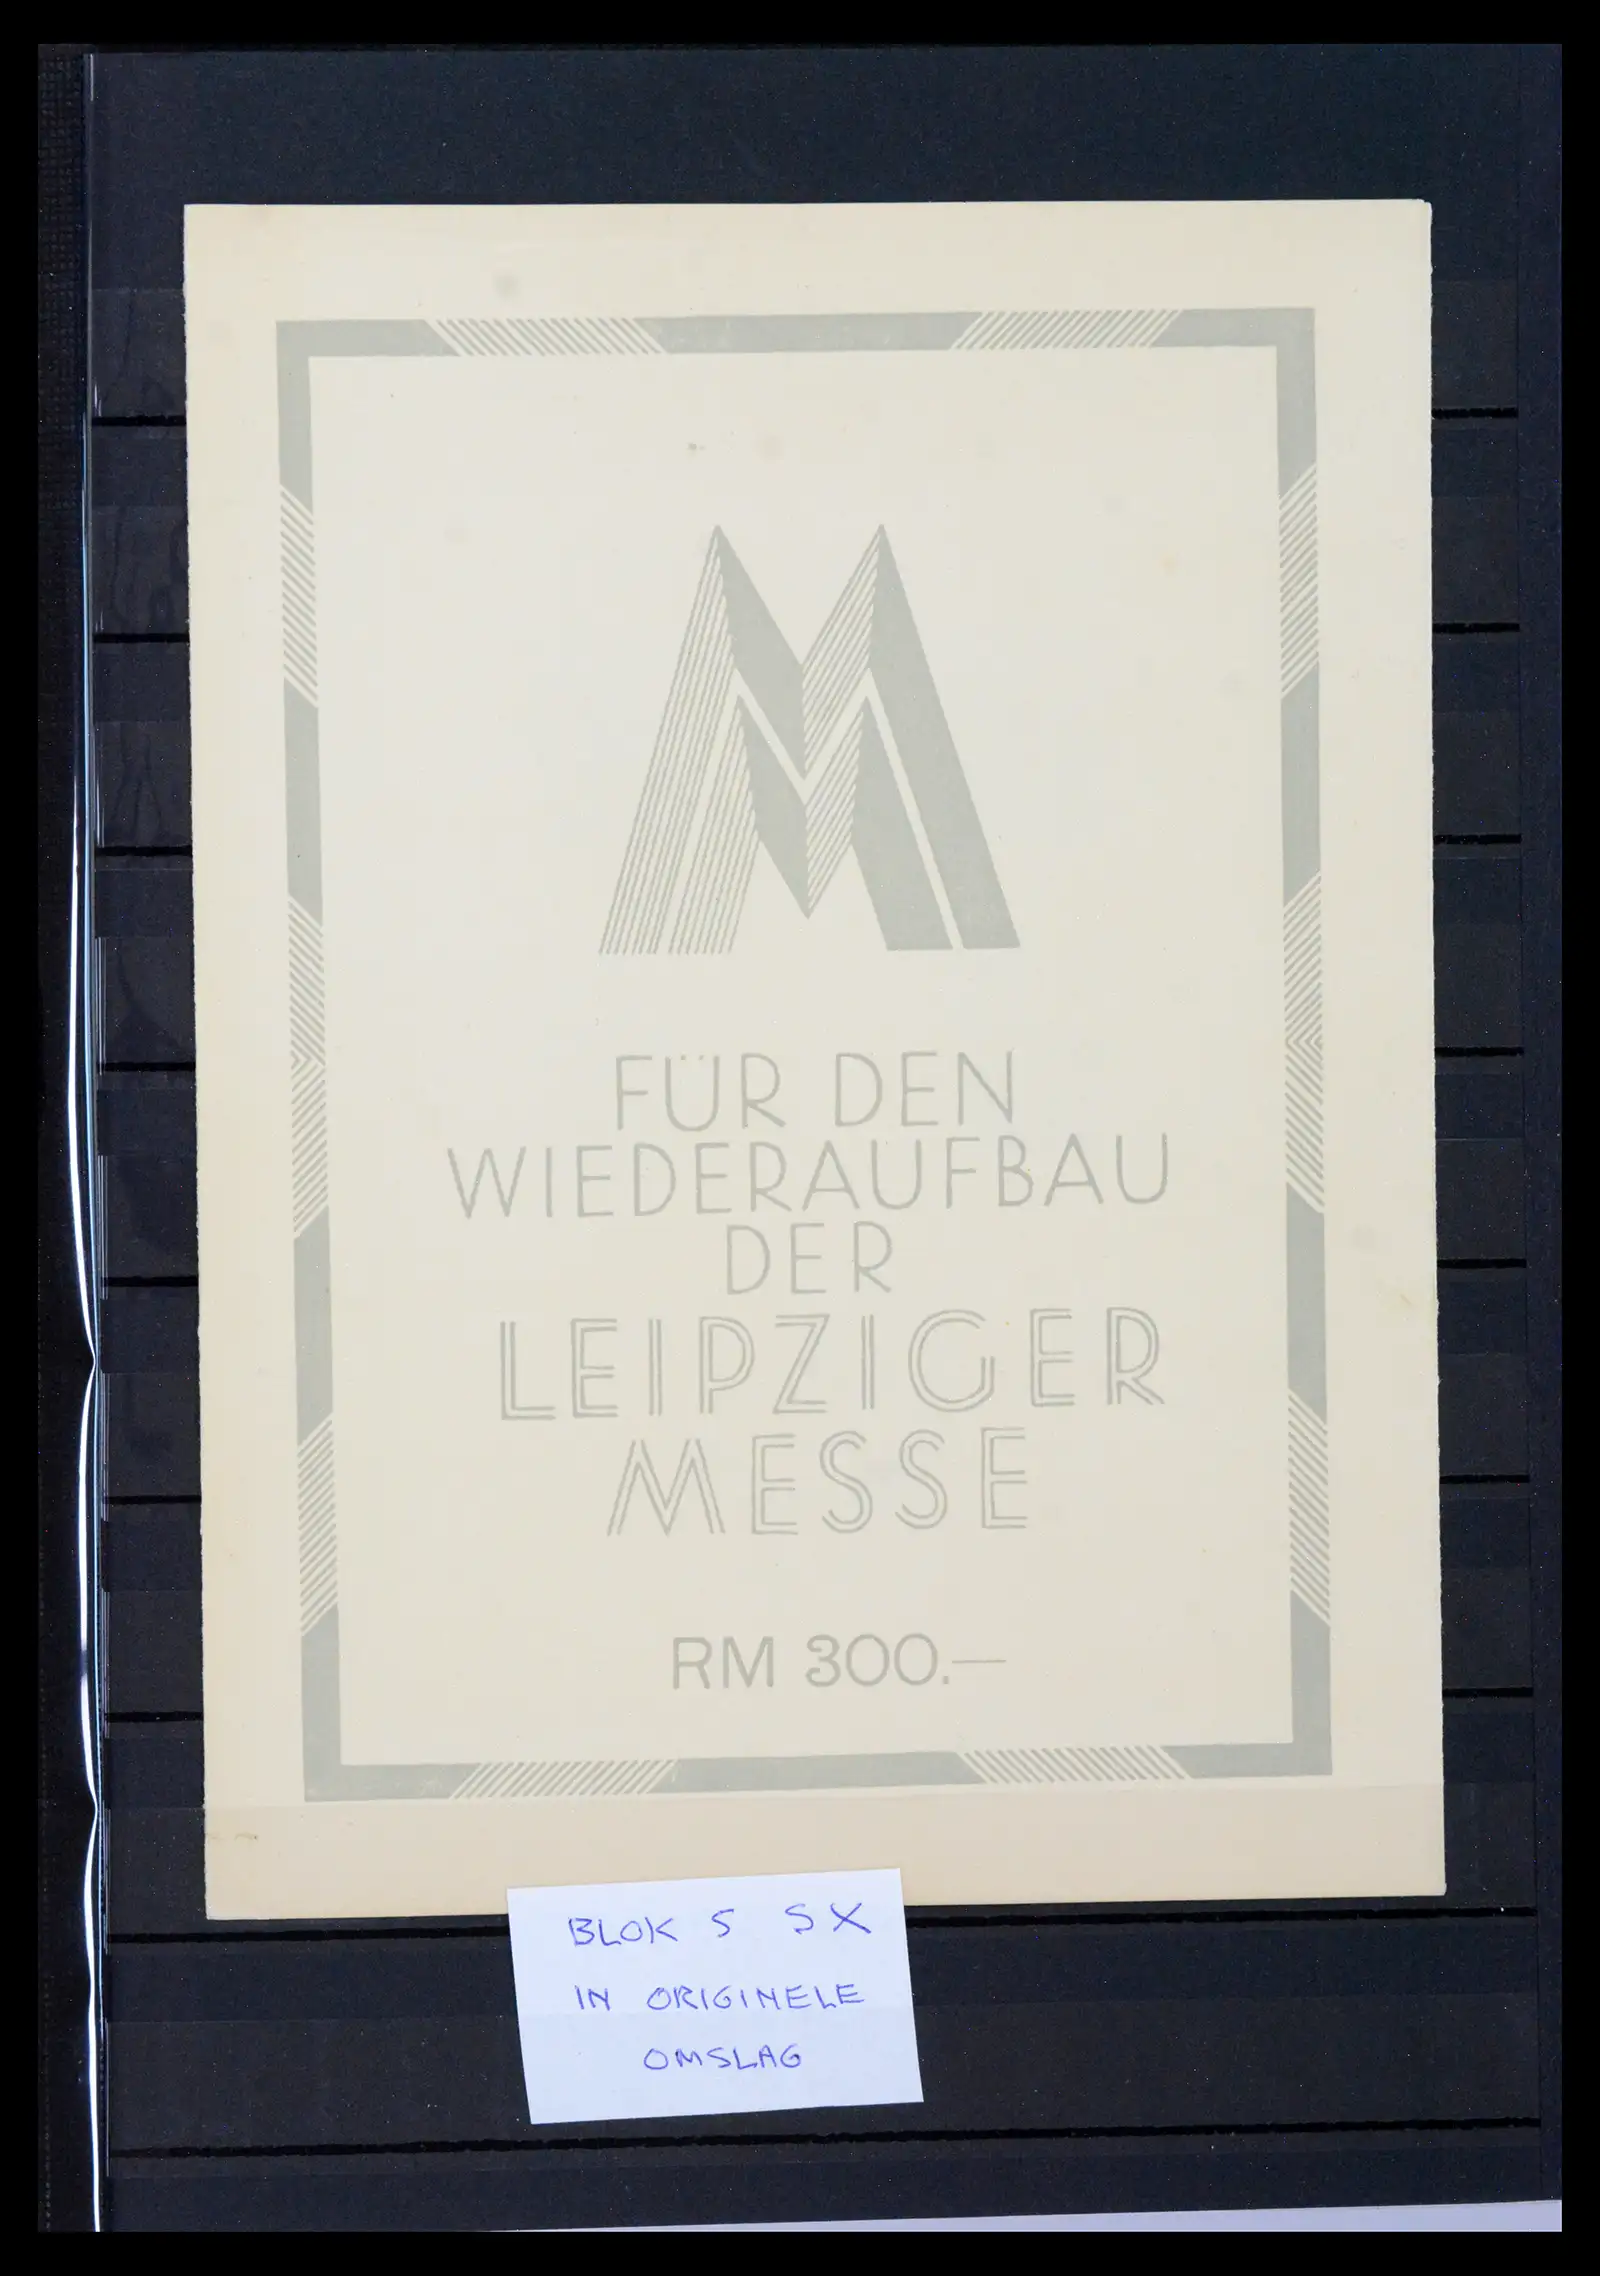 M
FÜR DEN
WIEDERAUFBAU
DER
LEIPZIGER
MESSE
RM 300.—
BLOK 5 SX
IN ORIGINELE
OMSLAG